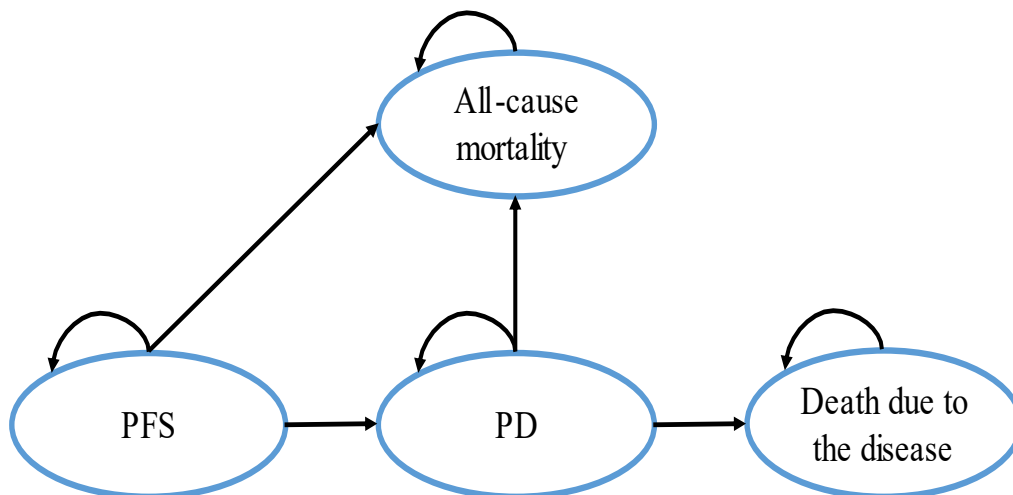 All-cause
mortality
PFS
PD
Death due to
the disease